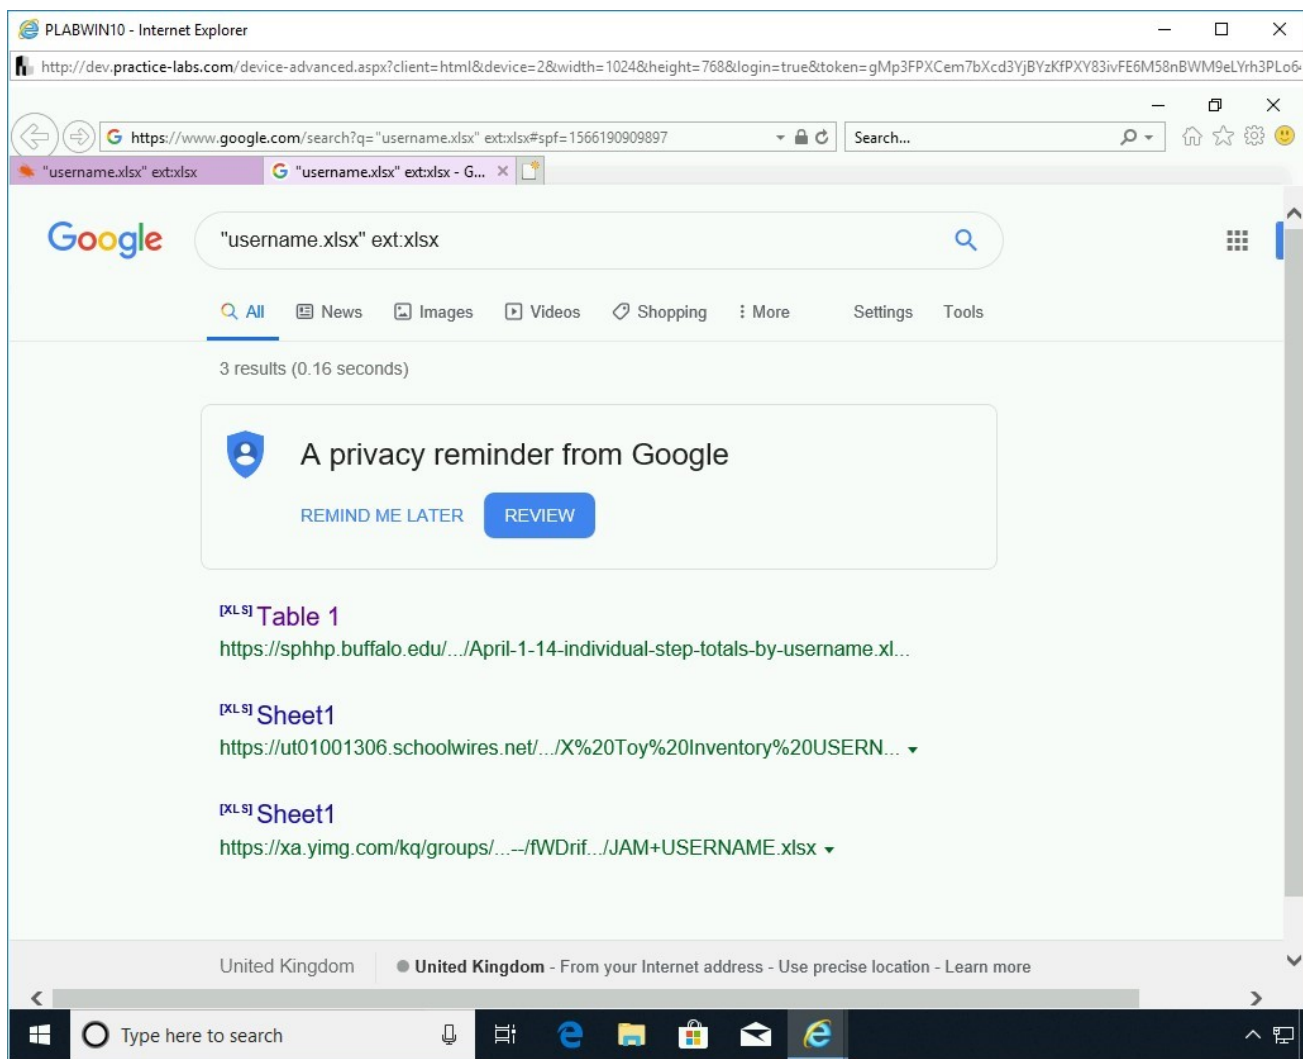 PLABWIN10 - Internet Explorer
http://dev.practice-labs.com/device-advanced.aspx?client=html&device=2&width=1024&height=768&login=true&token=gMp3FPXCem7bXcd3YjBYzKfPXY83ivFE6M58nBWM9eLYrh3PLo6
https://www.google.com/search?q="username.xlsx" ext:xlsx#spf=1566190909897
Search...
"username.xlsx" ext:xlsx
"username.xlsx" ext:xlsx - G...
Google
"username.xlsx" ext:xlsx
All News Images Videos Shopping More Settings Tools
3 results (0.16 seconds)
A privacy reminder from Google
REMIND ME LATER REVIEW
[XLS] Table 1
https://sphhp.buffalo.edu/.../April-1-14-individual-step-totals-by-username.xl...
[XLS] Sheet1
https://ut01001306.schoolwires.net/.../X%20Toy%20Inventory%20USERN...
[XLS] Sheet1
https://xa.yimg.com/kq/groups/...--/fWDrif.../JAM+USERNAME.xlsx
United Kingdom United Kingdom - From your Internet address - Use precise location - Learn more
Type here to search